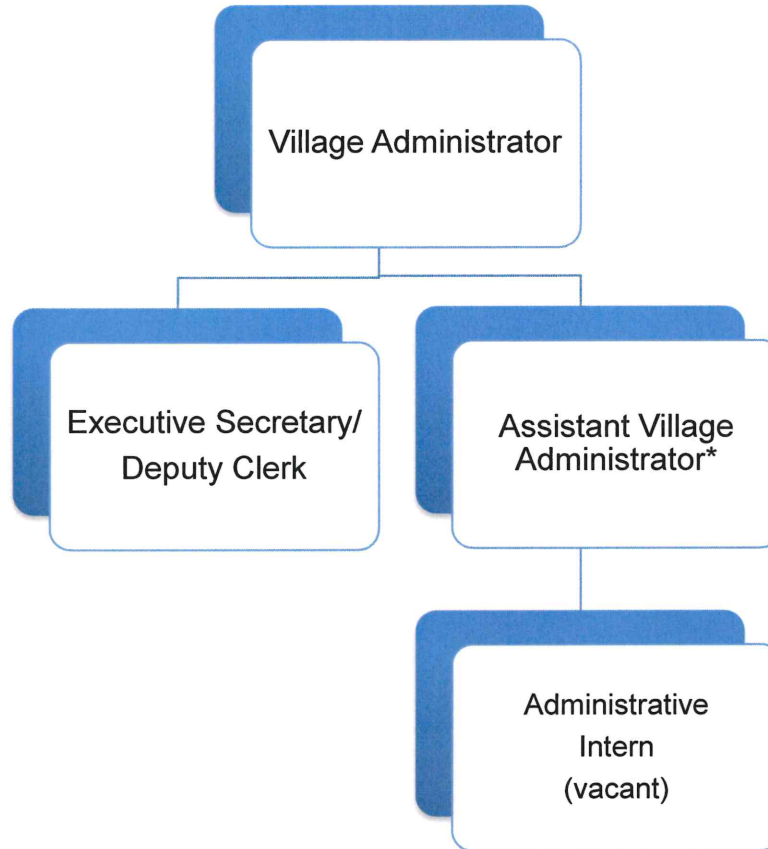 Village Administrator
Executive Secretary/
Deputy Clerk
Assistant Village
Administrator*
Administrative
Intern
(vacant)